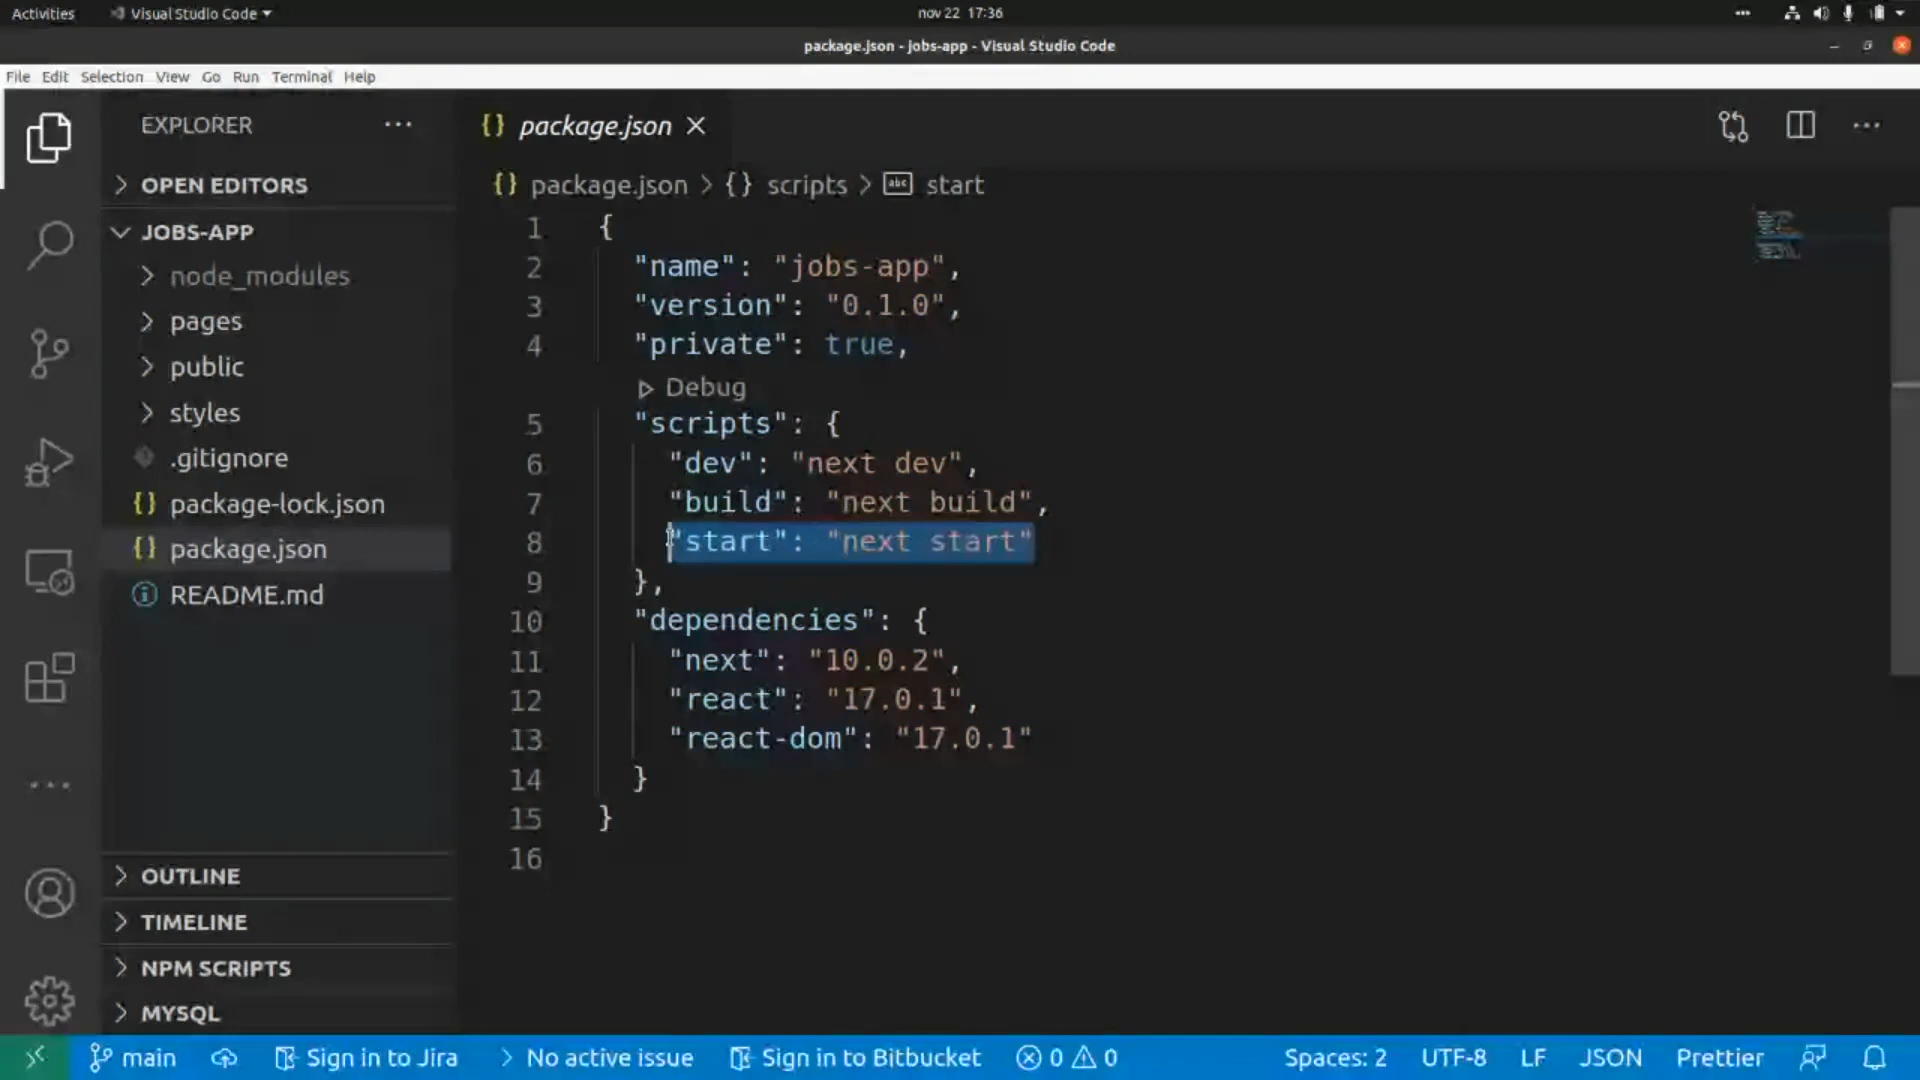 Activities
Visual Studio Code
nov 22 17:36
package.json - jobs-app - Visual Studio Code
File Edit Selection View Go Run Terminal Help
EXPLORER
OPEN EDITORS
JOBS-APP
node_modules
pages
public
styles
.gitignore
{} package-lock.json
{} package.json
README.md
OUTLINE
TIMELINE
NPM SCRIPTS
MYSQL
{} package.json
{} package.json > {} scripts > abc start
1 {
2 "name": "jobs-app",
3 "version": "0.1.0",
4 "private": true,
Debug
5 "scripts": {
6 "dev": "next dev",
7 "build": "next build",
8 "start": "next start"
9 },
10 "dependencies": {
11 "next": "10.0.2",
12 "react": "17.0.1",
13 "react-dom": "17.0.1"
14 }
15 }
16
main Sign in to Jira > No active issue Sign in to Bitbucket 0 0 Spaces: 2 UTF-8 LF JSON Prettier